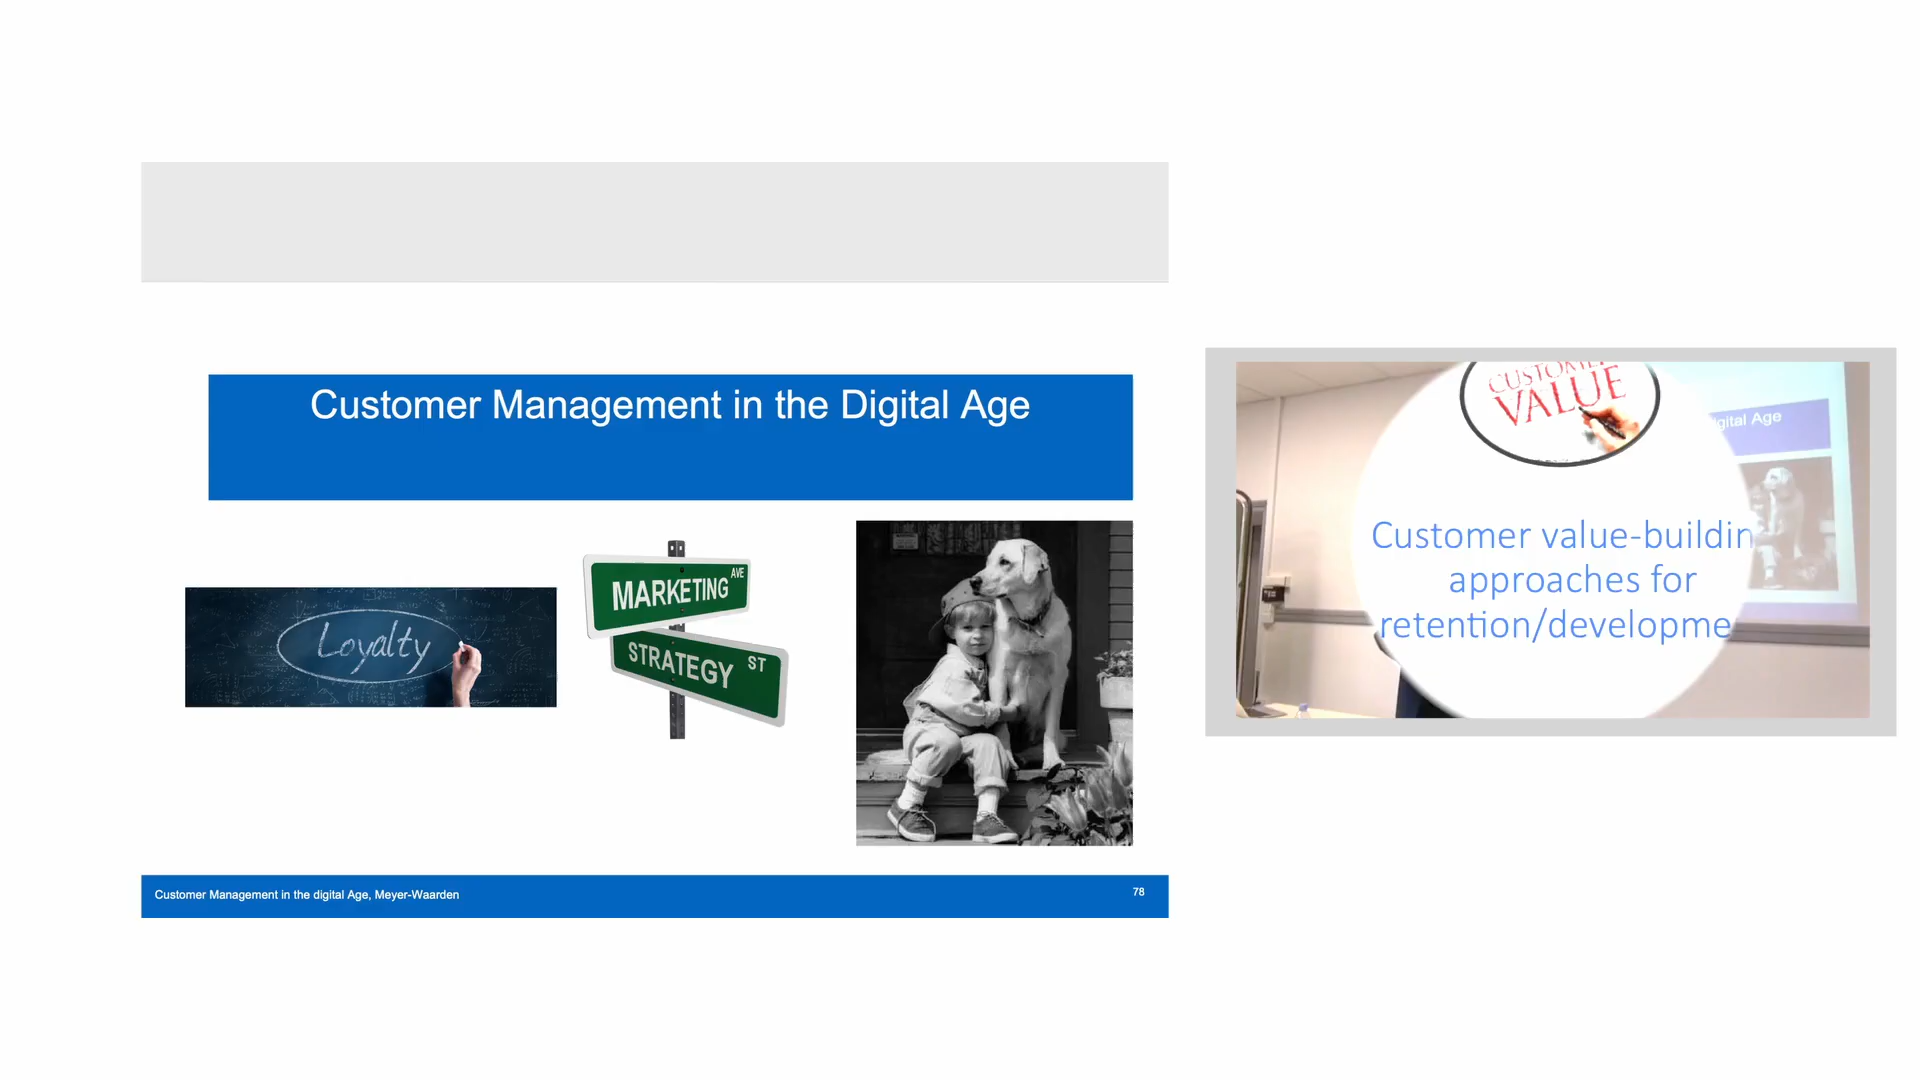 Customer Management in the Digital Age
Loyalty
MARKETING AVE
STRATEGY ST
Customer Management in the digital Age, Meyer-Waarden
78
CUSTOMER
VALUE
igital Age
Customer value-buildin
approaches for
retention/developme